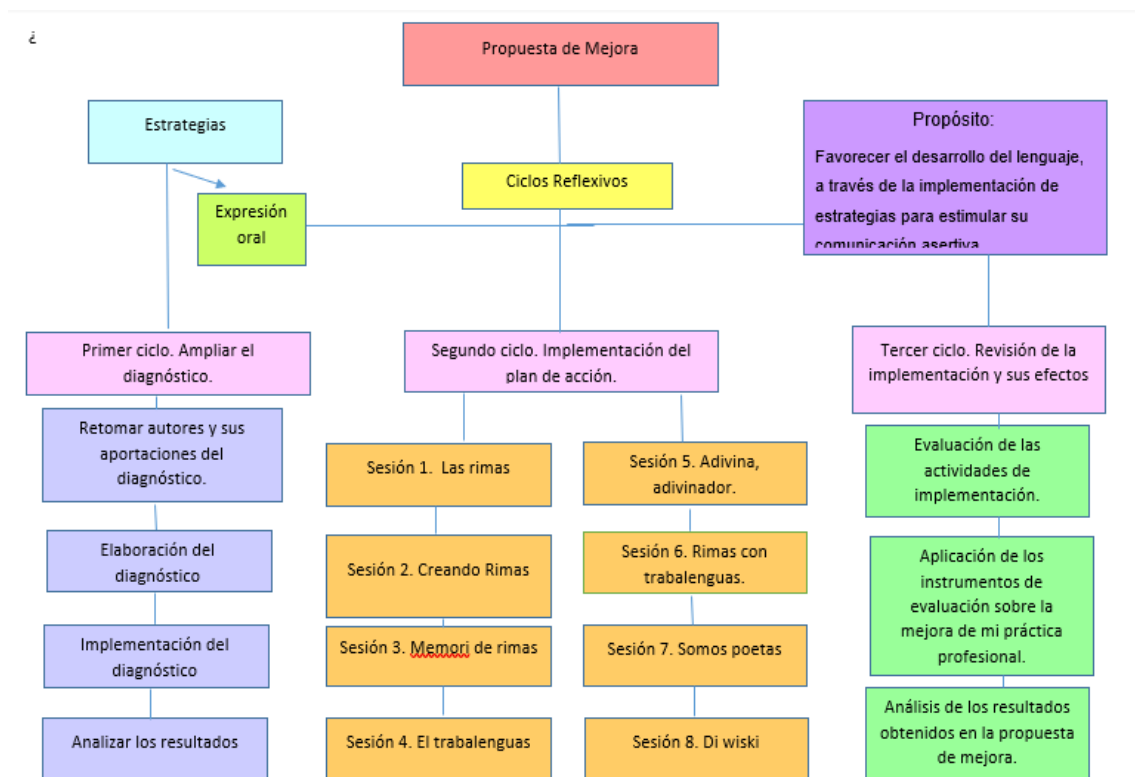 ¿
Propuesta de Mejora
Estrategias
Expresión
oral
Ciclos Reflexivos
Propósito:
Favorecer el desarrollo del lenguaje,
a través de la implementación de
estrategias para estimular su
comunicación asertiva
Primer ciclo. Ampliar el
diagnóstico.
Retomar autores y sus
aportaciones del
diagnóstico.
Elaboración del
diagnóstico
Implementación del
diagnóstico
Analizar los resultados
Segundo ciclo. Implementación del
plan de acción.
Sesión 1. Las rimas
Sesión 2. Creando Rimas
Sesión 3. Memori de rimas
Sesión 4. El trabalenguas
Sesión 5. Adivina,
adivinador.
Sesión 6. Rimas con
trabalenguas.
Sesión 7. Somos poetas
Sesión 8. Di wiski
Tercer ciclo. Revisión de la
implementación y sus efectos
Evaluación de las
actividades de
implementación.
Aplicación de los
instrumentos de
evaluación sobre la
mejora de mi práctica
profesional.
Análisis de los resultados
obtenidos en la propuesta
de mejora.